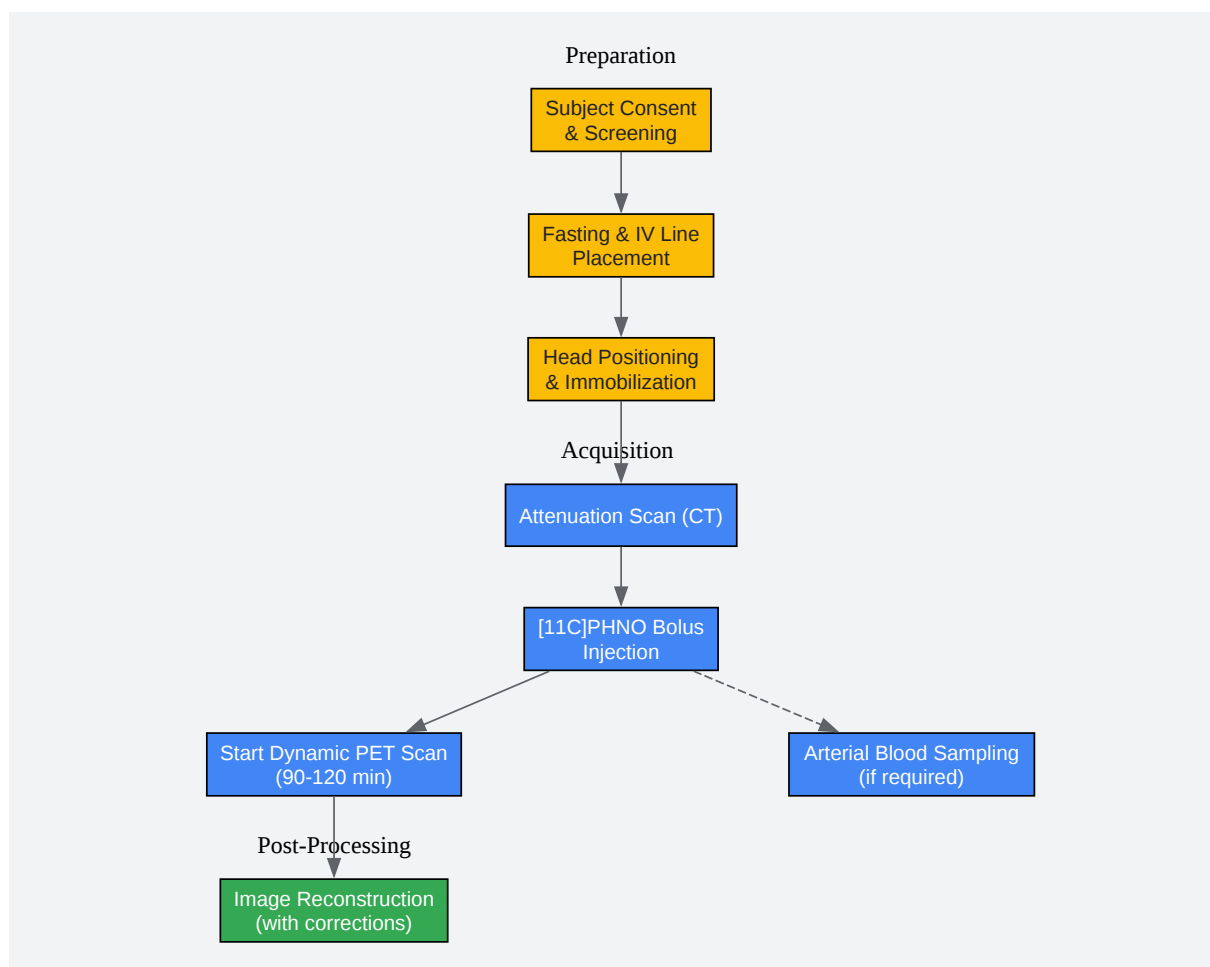 Preparation
Subject Consent
& Screening
Fasting & IV Line
Placement
Head Positioning
& Immobilization
Acquisition
Attenuation Scan (CT)
[11C]PHNO Bolus
Injection
Start Dynamic PET Scan
(90-120 min)
Arterial Blood Sampling
(if required)
Post-Processing
Image Reconstruction
(with corrections)